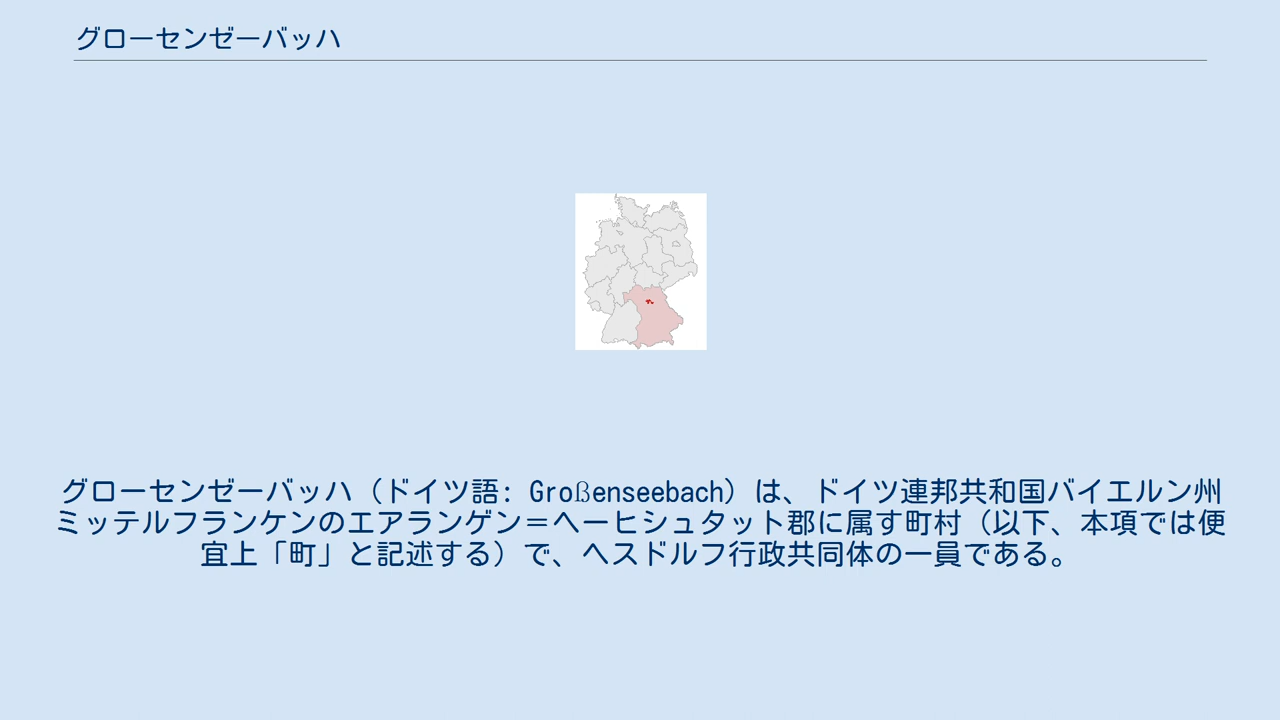 グローセンゼーバッハ
グローセンゼーバッハ（ドイツ語: Großenseebach）は、ドイツ連邦共和国バイエルン州
ミッテルフランケンのエアランゲン＝ヘーヒシュタット郡に属す町村（以下、本項では便
宜上「町」と記述する）で、ヘスドルフ行政共同体の一員である。